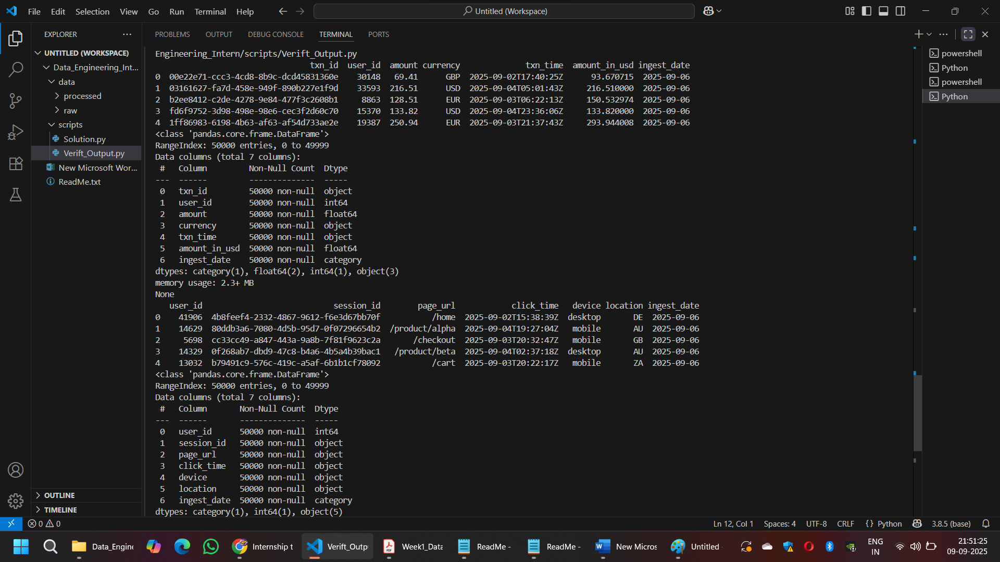 File Edit Selection View Go Run Terminal Help
Untitled (Workspace)
EXPLORER
UNTITLED (WORKSPACE)
Data_Engineering_Int...
data
processed
raw
scripts
Solution.py
Verift_Output.py
New Microsoft Wor...
ReadMe.txt
OUTLINE
TIMELINE
PROBLEMS OUTPUT DEBUG CONSOLE TERMINAL PORTS
Engineering_Intern/scripts/Verift_Output.py
txn_id user_id amount currency txn_time amount_in_usd ingest_date
0 00e22e71-ccc3-4cd8-8b9c-dcd45831360e 30148 69.41 GBP 2025-09-02T17:40:25Z 93.670715 2025-09-06
1 03161627-fa7d-458e-949f-890b227e1f9d 33593 216.51 USD 2025-09-04T05:01:43Z 216.510000 2025-09-06
2 b2ee8412-c2de-4278-9e84-477f3c2608b1 8863 128.51 EUR 2025-09-03T06:22:13Z 150.532974 2025-09-06
3 fd6f9752-3d98-498e-98e6-cec3f2d60c70 15370 133.82 USD 2025-09-04T23:36:06Z 133.820000 2025-09-06
4 1ff86983-6198-4b63-af63-af54d733ae2e 19387 250.94 EUR 2025-09-03T21:37:43Z 293.944008 2025-09-06
<class 'pandas.core.frame.DataFrame'>
RangeIndex: 50000 entries, 0 to 49999
Data columns (total 7 columns):
# Column Non-Null Count Dtype
--- ------ -------------- -----
0 txn_id 50000 non-null object
1 user_id 50000 non-null int64
2 amount 50000 non-null float64
3 currency 50000 non-null object
4 txn_time 50000 non-null object
5 amount_in_usd 50000 non-null float64
6 ingest_date 50000 non-null category
dtypes: category(1), float64(2), int64(1), object(3)
memory usage: 2.3+ MB
None
user_id session_id page_url click_time device location ingest_date
0 41906 4b8feef4-2332-4867-9612-f6e3d67bb70f /home 2025-09-02T15:38:39Z desktop DE 2025-09-06
1 14629 80ddb3a6-7080-4d5b-95d7-0f07296654b2 /product/alpha 2025-09-04T19:27:04Z mobile AU 2025-09-06
2 5698 cc33cc49-a847-443a-9a8b-7f81f9623c2a /checkout 2025-09-03T20:32:47Z mobile GB 2025-09-06
3 14329 0f268ab7-dbd9-47c8-b4a6-4b5a4b39bac1 /product/beta 2025-09-04T02:37:18Z desktop AU 2025-09-06
4 13032 b79491c9-576c-419c-a5af-6b1b1cf78092 /cart 2025-09-03T20:22:17Z mobile ZA 2025-09-06
<class 'pandas.core.frame.DataFrame'>
RangeIndex: 50000 entries, 0 to 49999
Data columns (total 7 columns):
# Column Non-Null Count Dtype
--- ------ -------------- -----
0 user_id 50000 non-null int64
1 session_id 50000 non-null object
2 page_url 50000 non-null object
3 click_time 50000 non-null object
4 device 50000 non-null object
5 location 50000 non-null object
6 ingest_date 50000 non-null category
dtypes: category(1), int64(1), object(5)
powershell
Python
powershell
Python
0 0
Ln 12, Col 1 Spaces: 4 UTF-8 CRLF {} Python 3.8.5 (base)
Data_Engine Internship t Verift_Outp Week1_Data ReadMe - ReadMe - New Micros Untitled
ENG
IN
21:51:25
09-09-2025